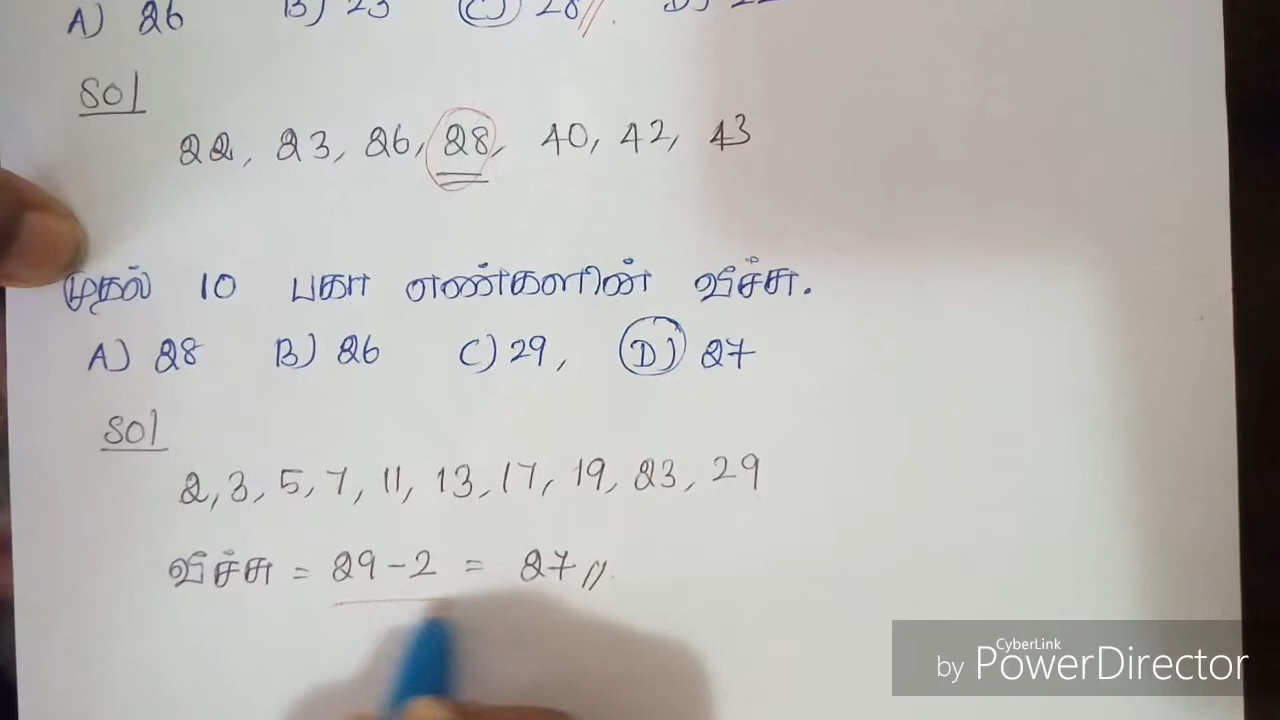 A) 26 B) 23 C) 28 //. D) 22
Sol
22, 23, 26, 28, 40, 42, 43
முதல் 10 பகா எண்களின் வீச்சு.
A) 28 B) 26 C) 29, D) 27
Sol
2, 3, 5, 7, 11, 13, 17, 19, 23, 29
வீச்சு = 29 - 2 = 27 //
CyberLink
by PowerDirector